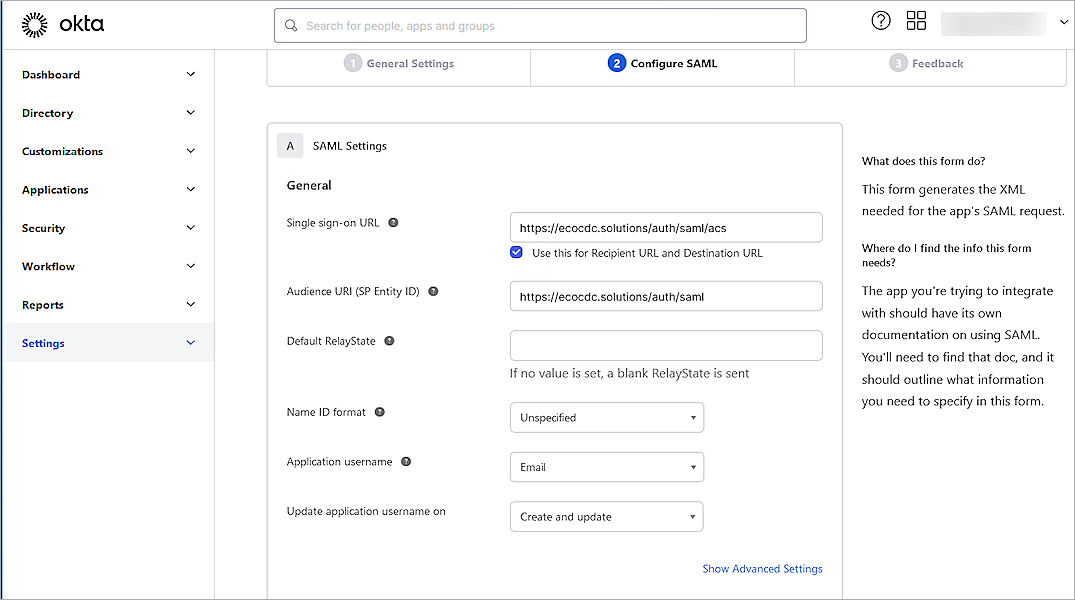 okta
Search for people, apps and groups
Dashboard
Directory
Customizations
Applications
Security
Workflow
Reports
Settings
1 General Settings
2 Configure SAML
3 Feedback
A SAML Settings
General
Single sign-on URL ?
https://ecocdc.solutions/auth/saml/acs
Use this for Recipient URL and Destination URL
Audience URI (SP Entity ID) ?
https://ecocdc.solutions/auth/saml
Default RelayState ?
If no value is set, a blank RelayState is sent
Name ID format ?
Unspecified
Application username ?
Email
Update application username on
Create and update
Show Advanced Settings
What does this form do?
This form generates the XML
needed for the app's SAML request.
Where do I find the info this form
needs?
The app you're trying to integrate
with should have its own
documentation on using SAML.
You'll need to find that doc, and it
should outline what information
you need to specify in this form.